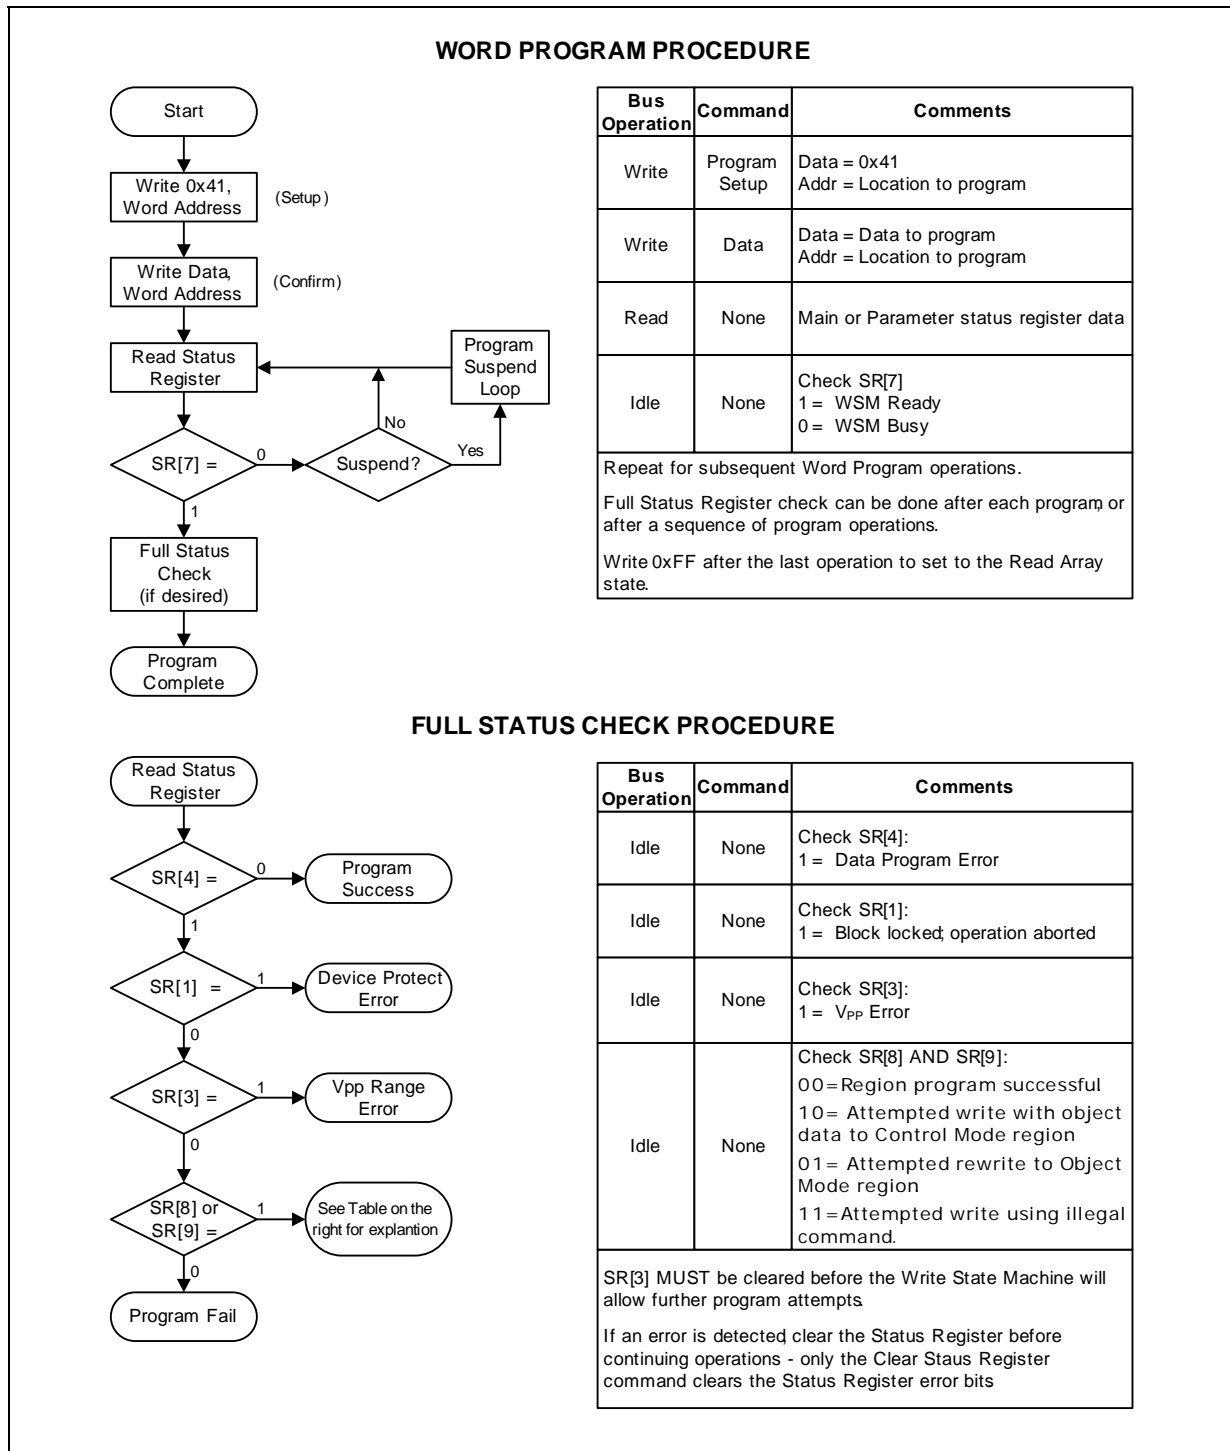 WORD PROGRAM PROCEDURE
Start
Write 0x41,
Word Address
(Setup)
Write Data,
Word Address
(Confirm)
Read Status
Register
Program
Suspend
Loop
No
SR[7] =
0
Suspend?
Yes
1
Full Status
Check
(if desired)
Program
Complete
Bus
Operation
Command
Comments
Write
Program
Setup
Data = 0x41
Addr = Location to program
Write
Data
Data = Data to program
Addr = Location to program
Read
None
Main or Parameter status register data
Idle
None
Check SR[7]
1 = WSM Ready
0 = WSM Busy
Repeat for subsequent Word Program operations.
Full Status Register check can be done after each program, or
after a sequence of program operations.
Write 0xFF after the last operation to set to the Read Array
state.
FULL STATUS CHECK PROCEDURE
Read Status
Register
SR[4] =
0
Program
Success
1
SR[1] =
1
Device Protect
Error
0
SR[3] =
1
Vpp Range
Error
0
SR[8] or
SR[9] =
1
See Table on the
right for explantion
0
Program Fail
Bus
Operation
Command
Comments
Idle
None
Check SR[4]:
1 = Data Program Error
Idle
None
Check SR[1]:
1 = Block locked; operation aborted
Idle
None
Check SR[3]:
1 = VPP Error
Idle
None
Check SR[8] AND SR[9]:
00=Region program successful
10= Attempted write with object
data to Control Mode region
01= Attempted rewrite to Object
Mode region
11=Attempted write using illegal
command.
SR[3] MUST be cleared before the Write State Machine will
allow further program attempts.
If an error is detected, clear the Status Register before
continuing operations - only the Clear Staus Register
command clears the Status Register error bits